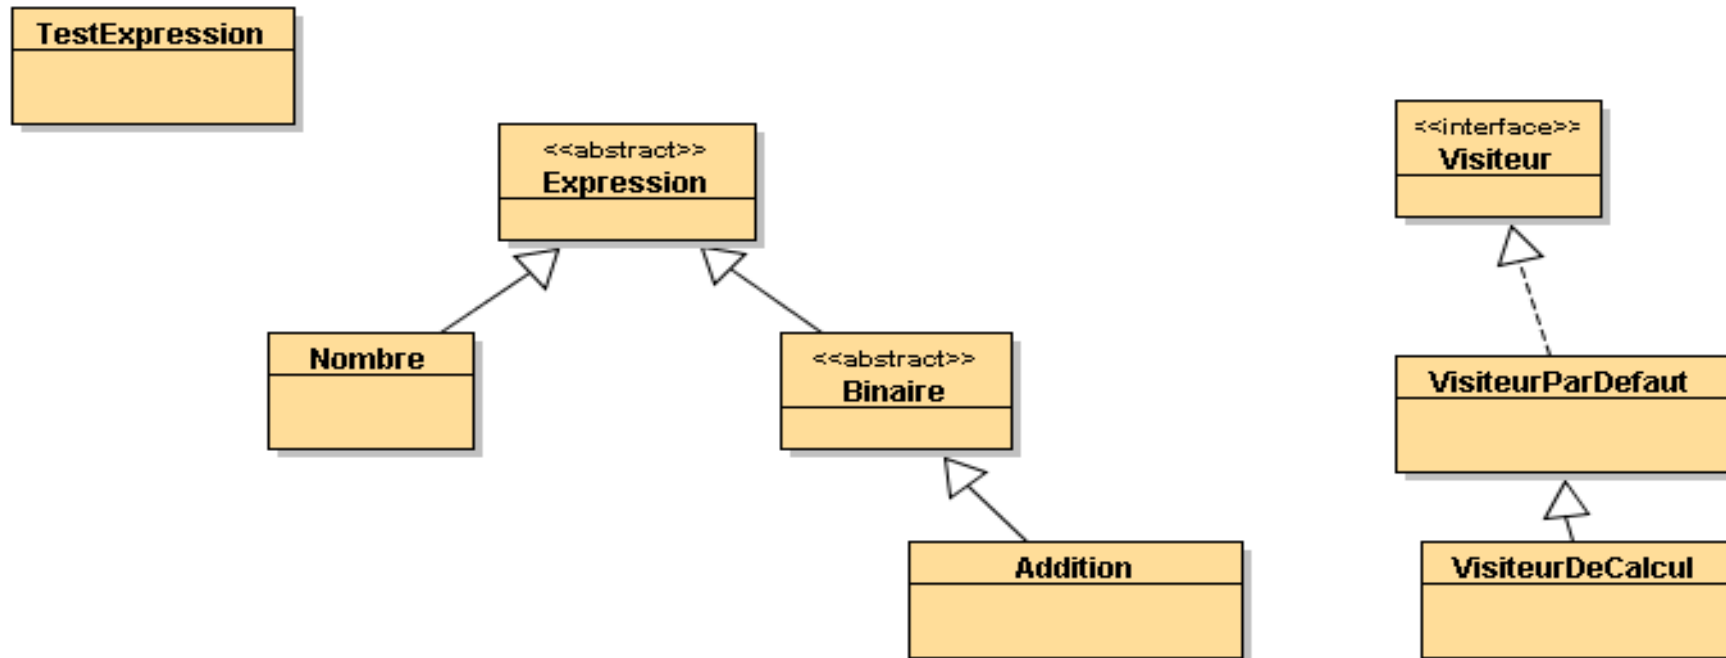 TestExpression
<<abstract>>
Expression
<<interface>>
Visiteur
Nombre
<<abstract>>
Binaire
VisiteurParDefaut
Addition
VisiteurDeCalcul